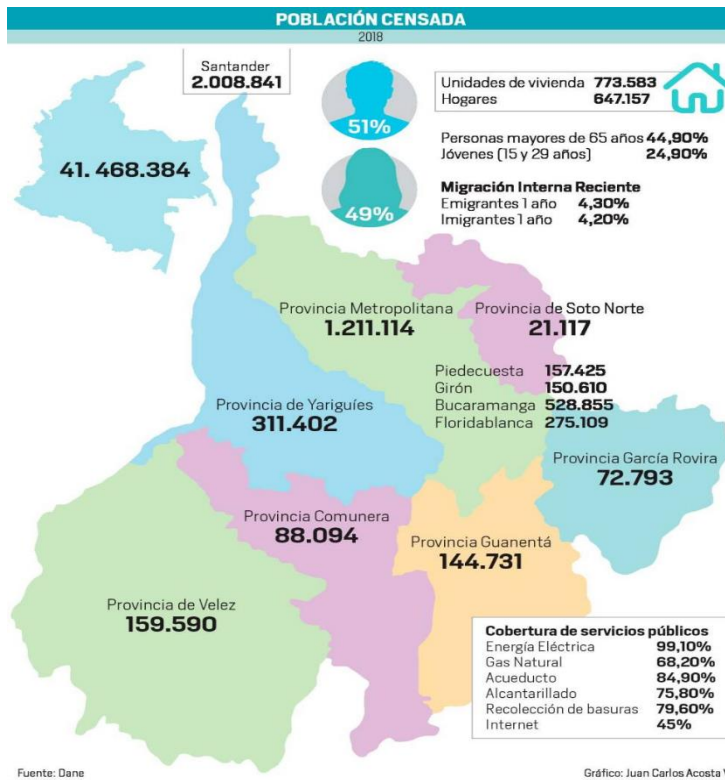 POBLACIÓN CENSADA
2018
Santander
2.008.841
41. 468.384
51%
49%
Unidades de vivienda 773.583
Hogares 647.157
Personas mayores de 65 años 44,90%
Jóvenes (15 y 29 años) 24,90%
Migración Interna Reciente
Emigrantes 1 año 4,30%
Imigrantes 1 año 4,20%
Provincia Metropolitana
1.211.114
Provincia de Soto Norte
21.117
Piedecuesta 157.425
Girón 150.610
Bucaramanga 528.855
Floridablanca 275.109
Provincia de Yariguíes
311.402
Provincia García Rovira
72.793
Provincia Comunera
88.094
Provincia Guanentá
144.731
Provincia de Velez
159.590
Cobertura de servicios públicos
Energía Eléctrica 99,10%
Gas Natural 68,20%
Acueducto 84,90%
Alcantarillado 75,80%
Recolección de basuras 79,60%
Internet 45%
Fuente: Dane
Gráfico: Juan Carlos Acosta V